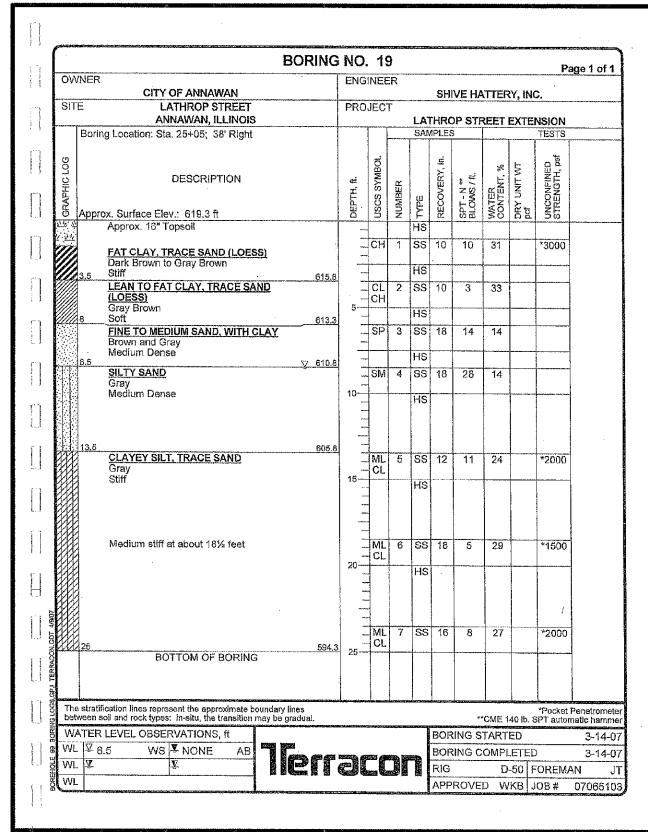 BORING NO. 19
Page 1 of 1
OWNER
CITY OF ANNAWAN
ENGINEER
SHIVE HATTERY, INC.
SITE
LATHROP STREET
ANNAWAN, ILLINOIS
PROJECT
LATHROP STREET EXTENSION
Boring Location: Sta. 25+05; 38' Right
SAMPLES
TESTS
GRAPHIC LOG
DESCRIPTION
DEPTH, ft.
USCS SYMBOL
NUMBER
TYPE
RECOVERY, in.
SPT - N **
BLOWS / ft.
WATER
CONTENT, %
DRY UNIT WT
pcf
UNCONFINED
STRENGTH, psf
Approx. Surface Elev.: 619.3 ft
Approx. 18" Topsoil
HS
FAT CLAY, TRACE SAND (LOESS)
CH 1 SS 10 10 31 *3000
Dark Brown to Gray Brown
Stiff
HS
3.5 615.8
LEAN TO FAT CLAY, TRACE SAND
(LOESS)
CL 2 SS 10 3 33
CH
Gray Brown
5
Soft
HS
6 613.3
FINE TO MEDIUM SAND, WITH CLAY
SP 3 SS 18 14 14
Brown and Gray
Medium Dense
HS
8.5 610.8
SILTY SAND
SM 4 SS 18 28 14
Gray
Medium Dense
10
HS
13.5 605.8
CLAYEY SILT, TRACE SAND
ML 5 SS 12 11 24 *2000
CL
Gray
Stiff
15
HS
Medium stiff at about 18½ feet
ML 6 SS 18 5 29 *1500
CL
20
HS
ML 7 SS 16 8 27 *2000
CL
25 594.3
25
BOTTOM OF BORING
BOREHOLE 99 BORING LOGS.GPJ TERRACON.GDT 4/9/07
The stratification lines represent the approximate boundary lines
between soil and rock types: in-situ, the transition may be gradual.
*Pocket Penetrometer
**CME 140 lb. SPT automatic hammer
WATER LEVEL OBSERVATIONS, ft
WL 8.5 WS NONE AB
WL
WL
Terracon
BORING STARTED 3-14-07
BORING COMPLETED 3-14-07
RIG D-50 FOREMAN JT
APPROVED WKB JOB # 07065103